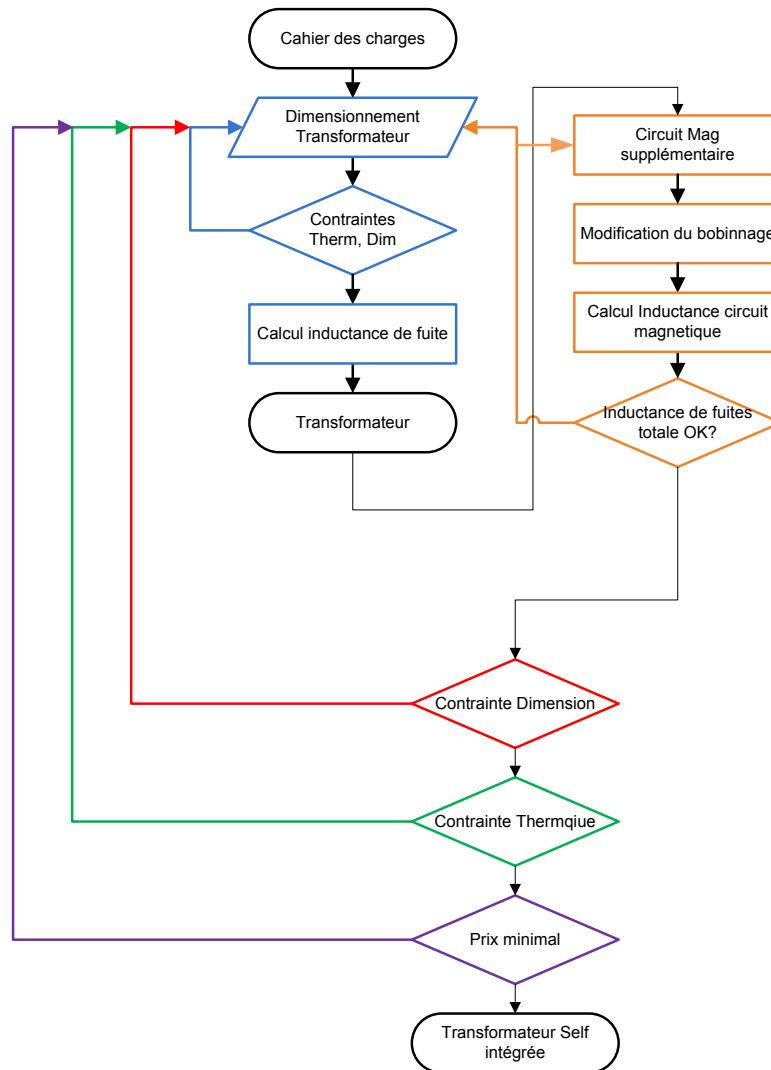 Cahier des charges
Dimensionnement
Transformateur
Contraintes
Therm, Dim
Calcul inductance de fuite
Transformateur
Circuit Mag
supplémentaire
Modification du bobinnage
Calcul Inductance circuit
magnetique
Inductance de fuites
totale OK?
Contrainte Dimension
Contrainte Thermqiue
Prix minimal
Transformateur Self
intégrée